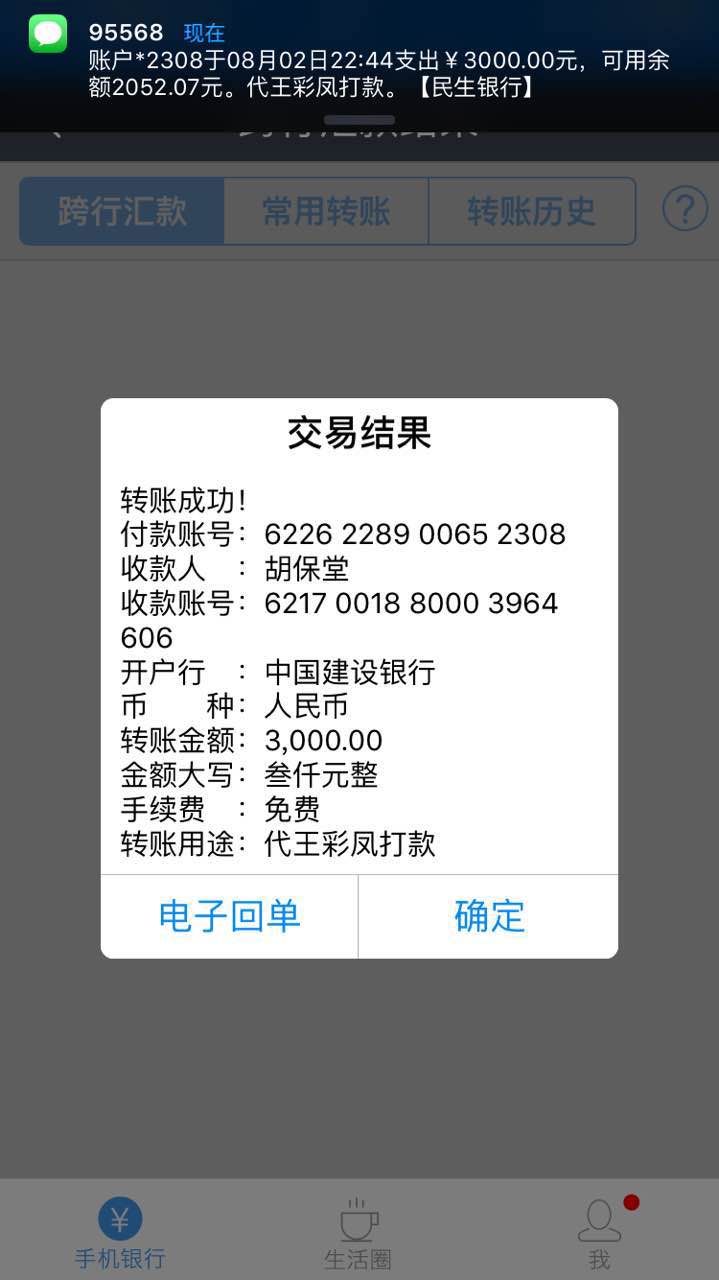 95568 现在
账户*2308于08月02日22:44支出￥3000.00元，可用余
额2052.07元。代王彩凤打款。【民生银行】
跨行汇款结果
跨行汇款 常用转账 转账历史 ?
交易结果
转账成功！
付款账号：6226 2289 0065 2308
收款人 ：胡保堂
收款账号：6217 0018 8000 3964
606
开户行 ：中国建设银行
币 种：人民币
转账金额：3,000.00
金额大写：叁仟元整
手续费 ：免费
转账用途：代王彩凤打款
电子回单 确定
¥
手机银行 生活圈 我